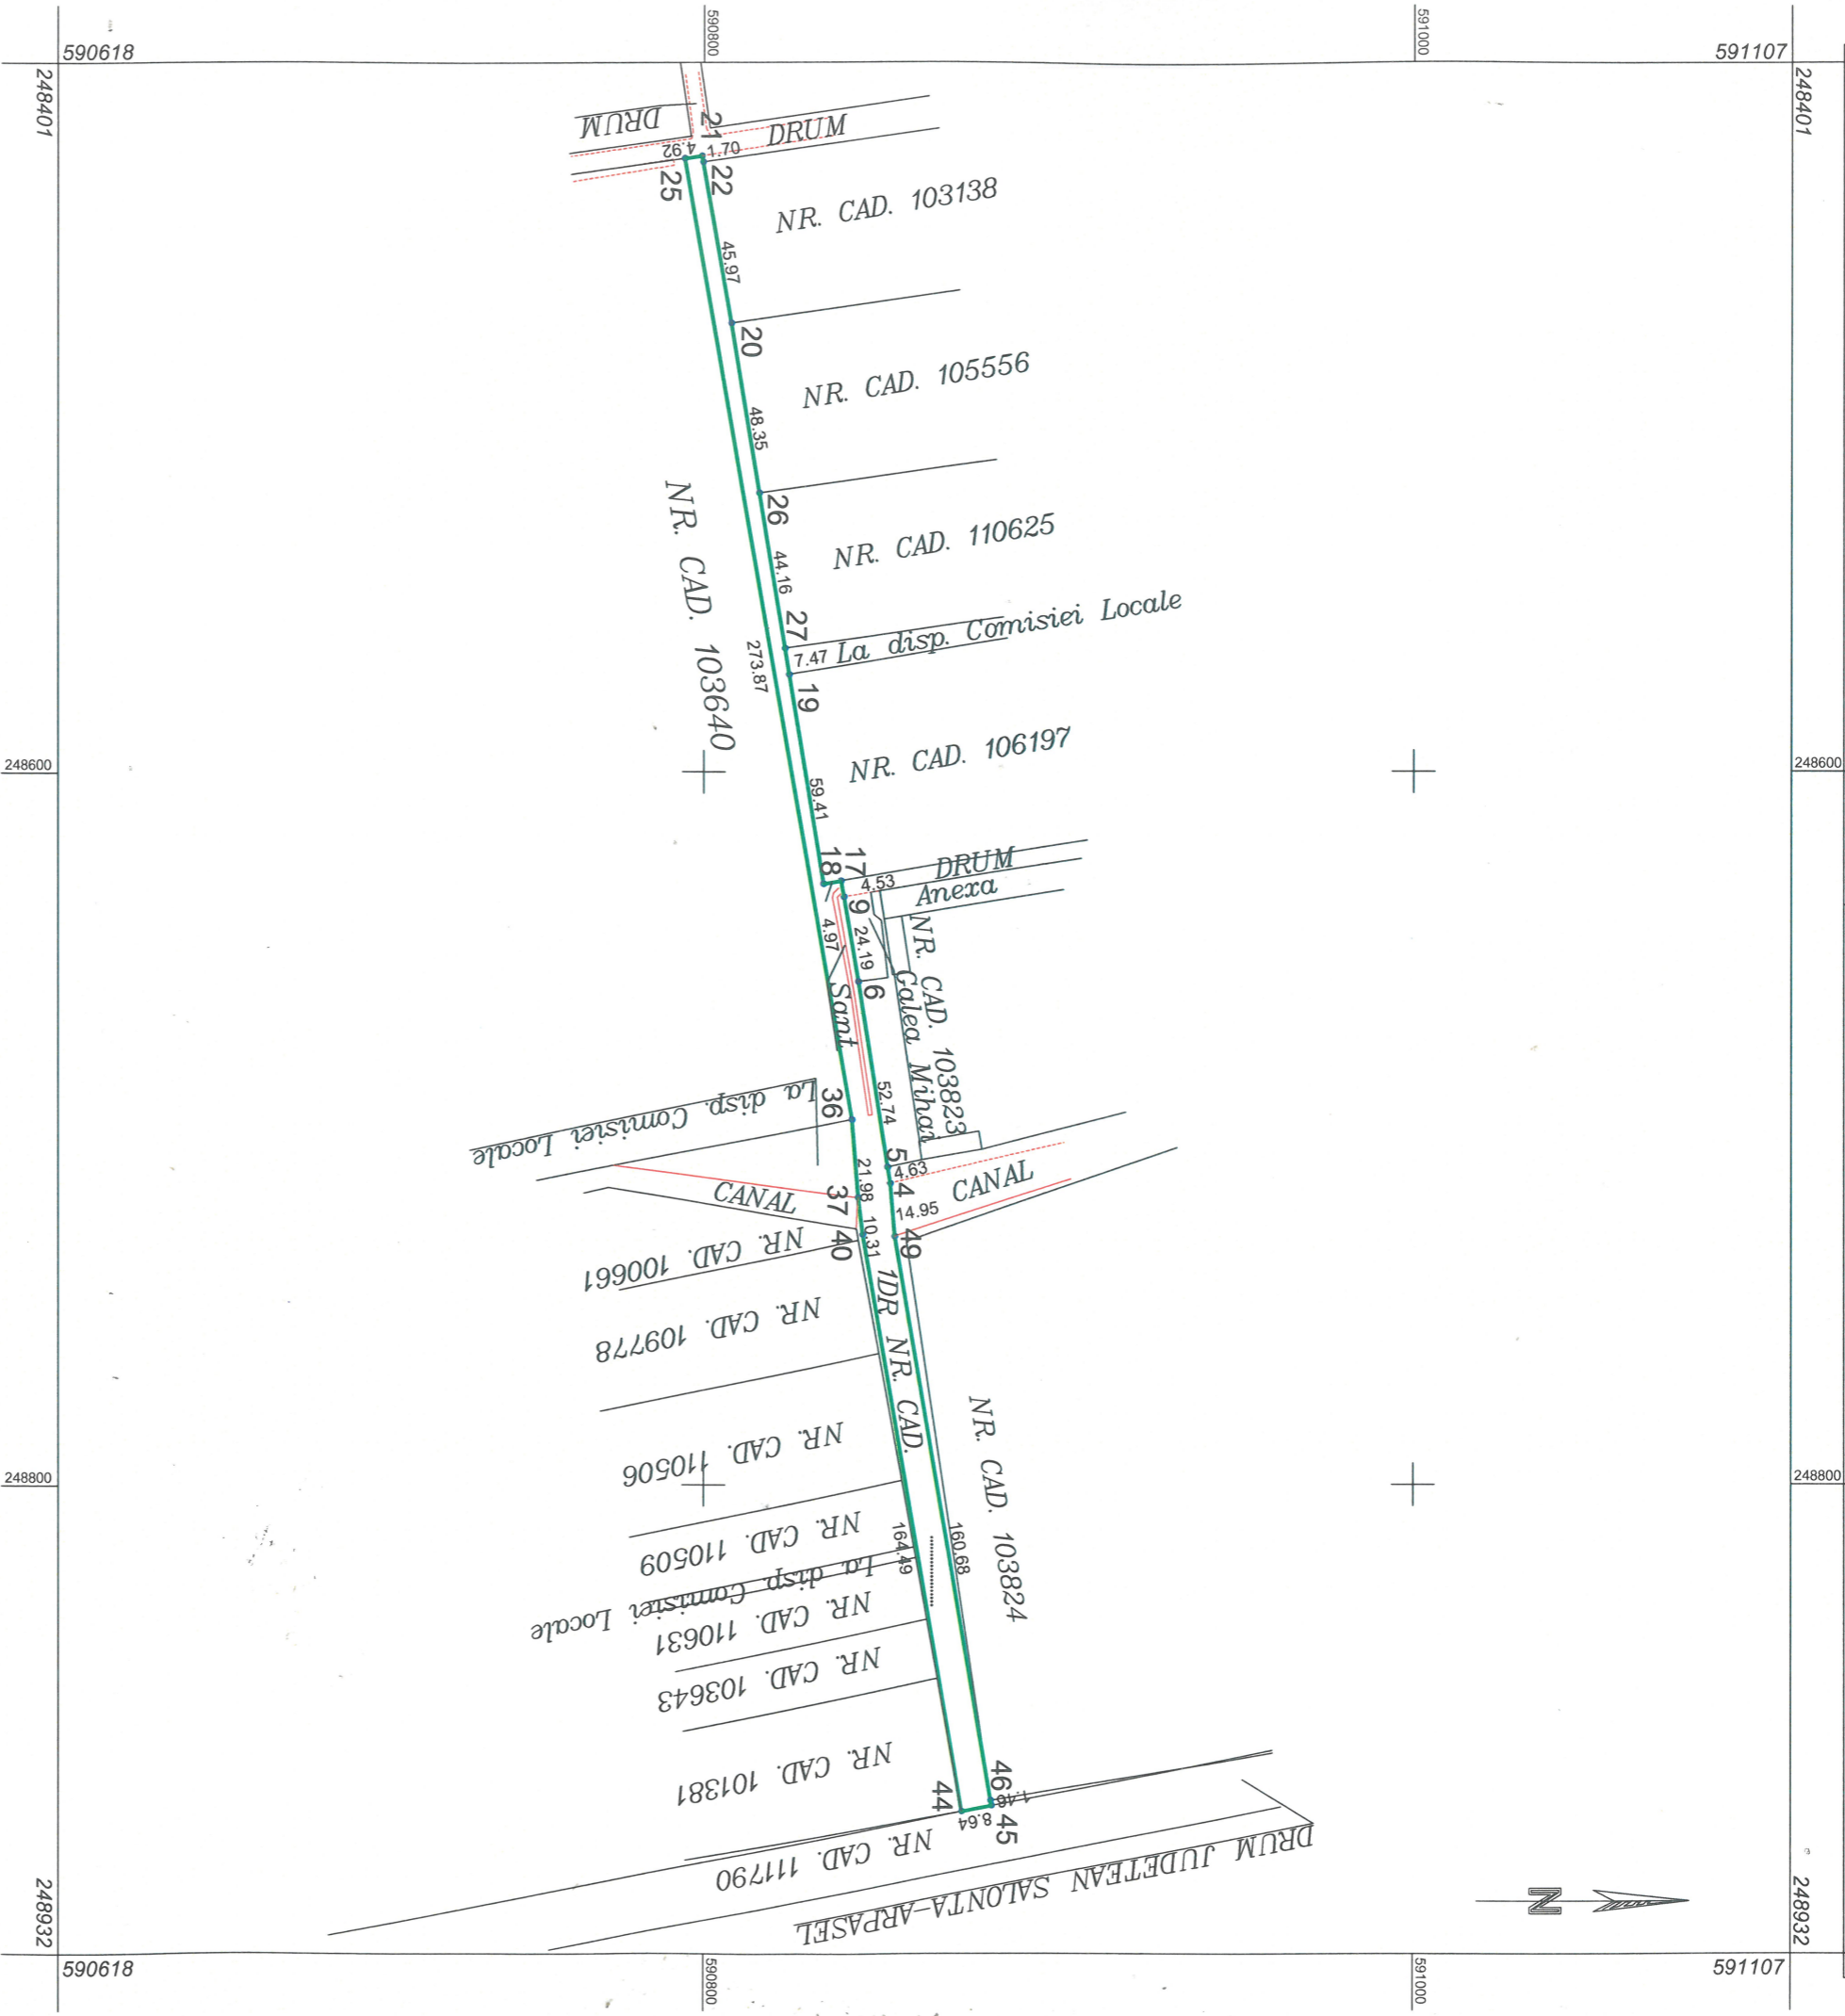 590618
590800
591000
591107
248401
248401
DRUM
21
DRUM
4.92
1.70
22
25
NR. CAD. 103138
45.97
20
NR. CAD. 105556
48.35
26
NR. CAD. 110625
44.16
27
La disp. Comisiei Locale
7.47
19
NR. CAD. 103640
273.87
NR. CAD. 106197
248600
248600
59.41
17
18
DRUM
4.53
Anexa
9
4.97
24.19
NR. CAD. 103823
Galea Mihai
6
Sant
52.74
La disp. Comisiei Locale
36
5
4.63
4
CANAL
21.98
37
CANAL
14.95
10.31
40
49
NR. CAD. 100661
1DR NR. CAD.
NR. CAD. 109778
NR. CAD. 103824
NR. CAD. 110506
248800
248800
NR. CAD. 110509
164.49
160.68
La disp. Comisiei Locale
NR. CAD. 110631
NR. CAD. 103643
NR. CAD. 101381
46
1.46
44
8.64
45
NR. CAD. 111790
DRUM JUDETEAN SALONTA-ARPASEL
N
248932
248932
590618
590800
591000
591107